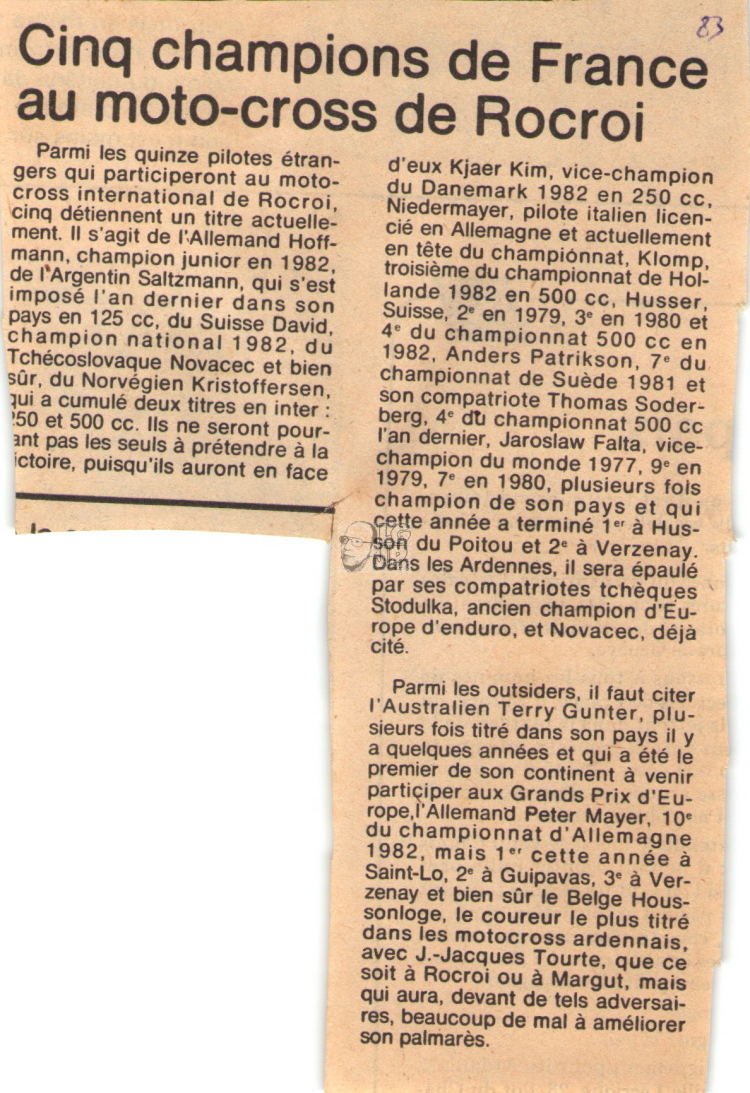 83
Cinq champions de France
au moto-cross de Rocroi
Parmi les quinze pilotes étran-
gers qui participeront au moto-
cross international de Rocroi,
cinq détiennent un titre actuelle-
ment. Il s'agit de l'Allemand Hoff-
mann, champion junior en 1982,
de l'Argentin Saltzmann, qui s'est
imposé l'an dernier dans son
pays en 125 cc, du Suisse David,
champion national 1982, du
Tchécoslovaque Novacec et bien
sûr, du Norvégien Kristoffersen,
qui a cumulé deux titres en inter :
250 et 500 cc. Ils ne seront pour-
ant pas les seuls à prétendre à la
ictoire, puisqu'ils auront en face
d'eux Kjaer Kim, vice-champion
du Danemark 1982 en 250 cc,
Niedermayer, pilote italien licen-
cié en Allemagne et actuellement
en tête du championnat, Klomp,
troisième du championnat de Hol-
lande 1982 en 500 cc, Husser,
Suisse, 2e en 1979, 3e en 1980 et
4e du championnat 500 cc en
1982, Anders Patrikson, 7e du
championnat de Suède 1981 et
son compatriote Thomas Soder-
berg, 4e du championnat 500 cc
l'an dernier, Jaroslaw Falta, vice-
champion du monde 1977, 9e en
1979, 7e en 1980, plusieurs fois
champion de son pays et qui
cette année a terminé 1er à Hus-
son du Poitou et 2e à Verzenay.
Dans les Ardennes, il sera épaulé
par ses compatriotes tchèques
Stodulka, ancien champion d'Eu-
rope d'enduro, et Novacec, déjà
cité.
Parmi les outsiders, il faut citer
l'Australien Terry Gunter, plu-
sieurs fois titré dans son pays il y
a quelques années et qui a été le
premier de son continent à venir
participer aux Grands Prix d'Eu-
rope,l'Allemand Peter Mayer, 10e
du championnat d'Allemagne
1982, mais 1er cette année à
Saint-Lo, 2e à Guipavas, 3e à Ver-
zenay et bien sûr le Belge Hous-
sonloge, le coureur le plus titré
dans les motocross ardennais,
avec J.-Jacques Tourte, que ce
soit à Rocroi ou à Margut, mais
qui aura, devant de tels adversai-
res, beaucoup de mal à améliorer
son palmarès.